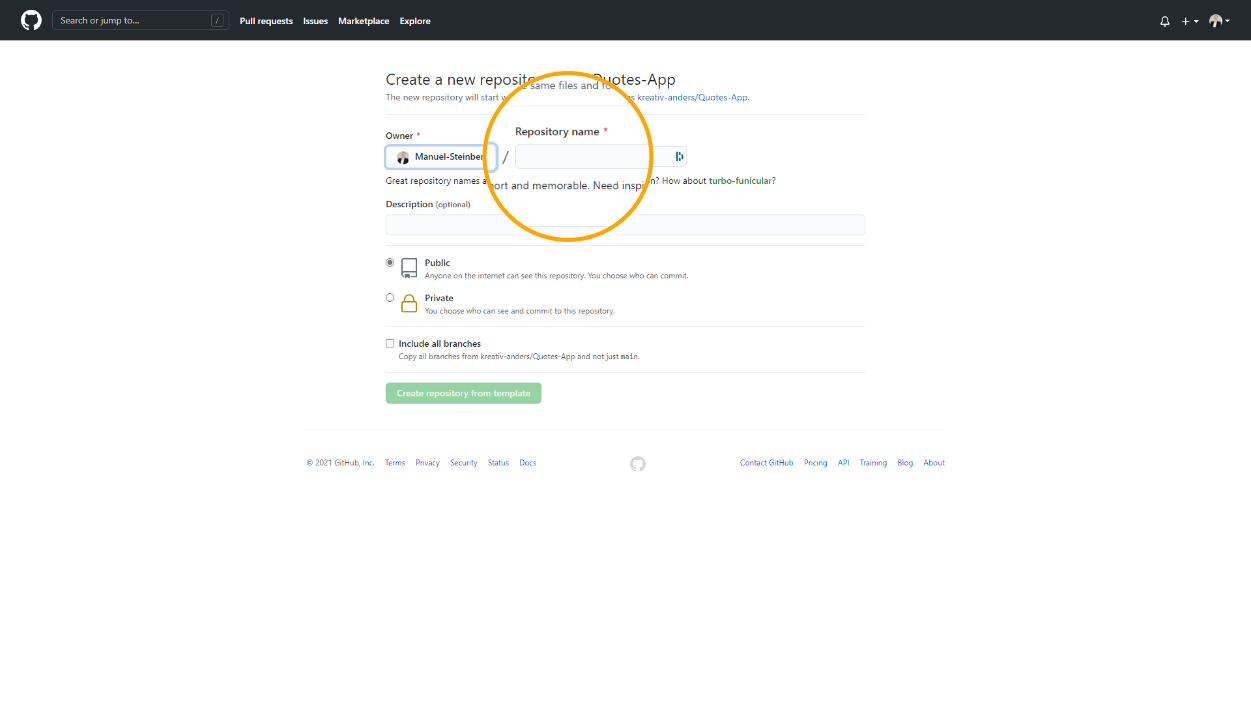 Search or jump to... /
Pull requests Issues Marketplace Explore
Create a new reposit Quotes-App
The new repository will start same files and fo as kreativ-anders/Quotes-App.
Owner * Repository name *
Manuel-Steinber /
Great repository names a ort and memorable. Need inspi n? How about turbo-funicular?
Description (optional)
Public
Anyone on the internet can see this repository. You choose who can commit.
Private
You choose who can see and commit to this repository.
Include all branches
Copy all branches from kreativ-anders/Quotes-App and not just main.
Create repository from template
© 2021 GitHub, Inc. Terms Privacy Security Status Docs Contact GitHub Pricing API Training Blog About